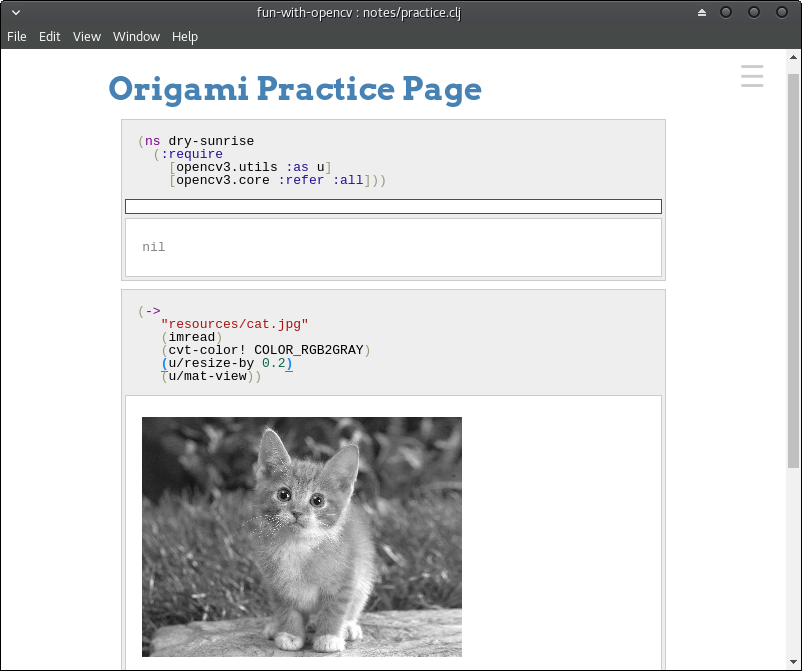 fun-with-opencv : notes/practice.clj
File Edit View Window Help
Origami Practice Page
(ns dry-sunrise
(:require
[opencv3.utils :as u]
[opencv3.core :refer :all]))
nil
(->
"resources/cat.jpg"
(imread)
(cvt-color! COLOR_RGB2GRAY)
(u/resize-by 0.2)
(u/mat-view))